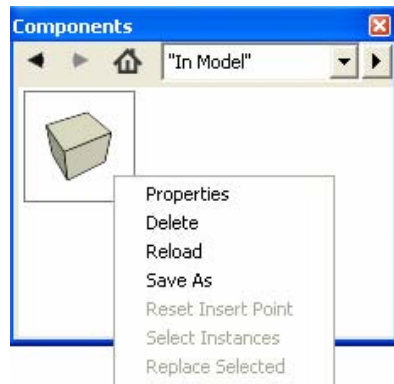 Components
"In Model"
Properties
Delete
Reload
Save As
Reset Insert Point
Select Instances
Replace Selected